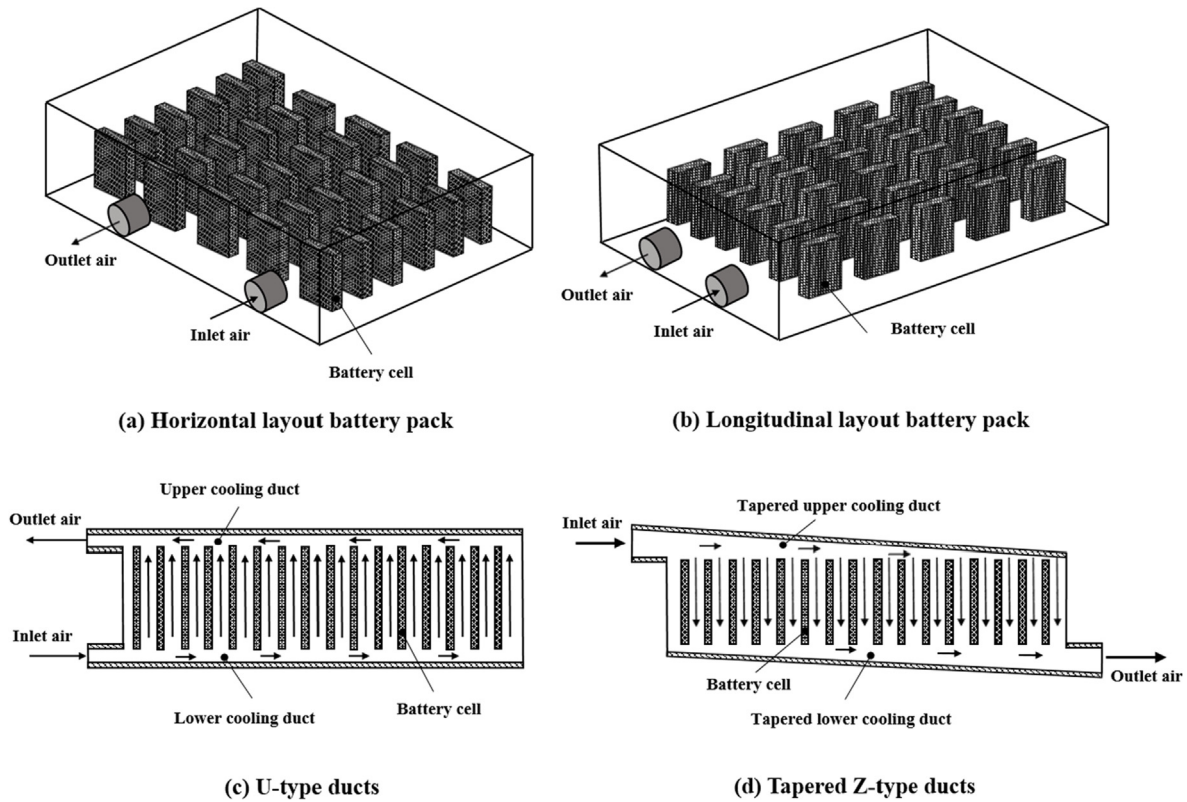 Outlet air
Inlet air
Battery cell
(a) Horizontal layout battery pack
Outlet air
Inlet air
Battery cell
(b) Longitudinal layout battery pack
Upper cooling duct
Outlet air
Inlet air
Lower cooling duct
Battery cell
(c) U-type ducts
Tapered upper cooling duct
Inlet air
Battery cell
Outlet air
Tapered lower cooling duct
(d) Tapered Z-type ducts